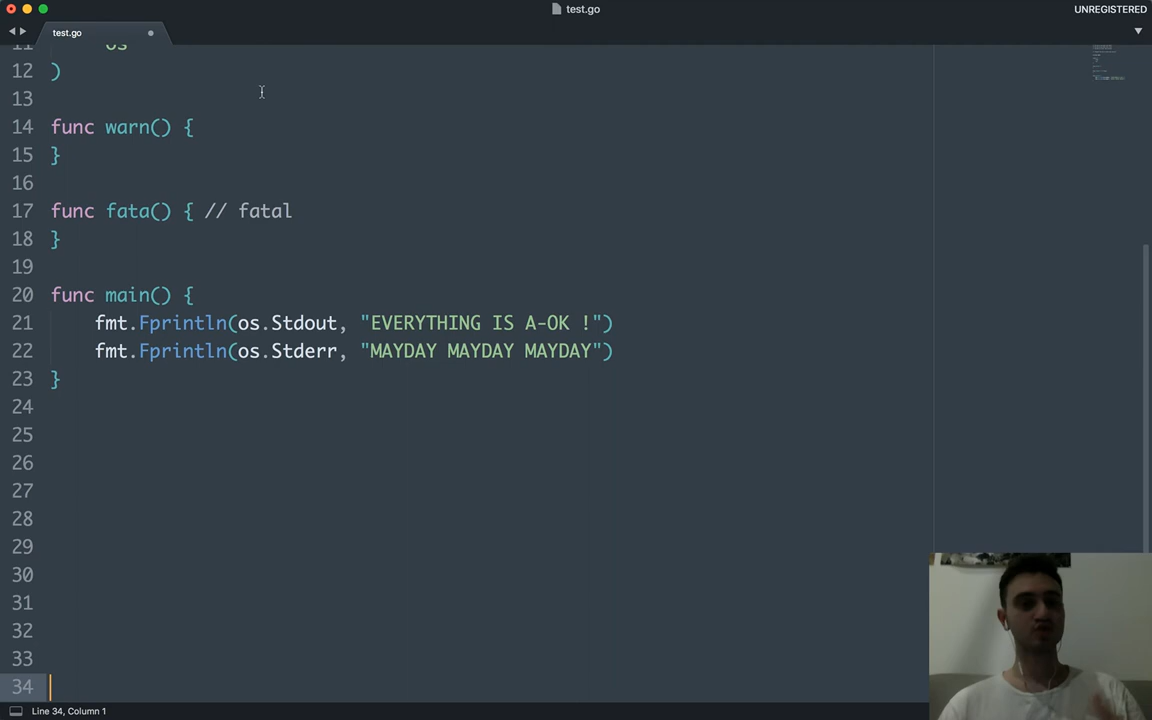 test.go
UNREGISTERED
test.go
11 "os"
12 )
13
14 func warn() {
15 }
16
17 func fata() { // fatal
18 }
19
20 func main() {
21 fmt.Fprintln(os.Stdout, "EVERYTHING IS A-OK !")
22 fmt.Fprintln(os.Stderr, "MAYDAY MAYDAY MAYDAY")
23 }
24
25
26
27
28
29
30
31
32
33
34
Line 34, Column 1